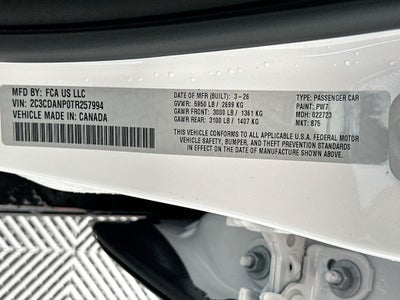 MFD BY: FCA US LLC
VIN: 2C3CDANP0TR257994
VEHICLE MADE IN: CANADA
DATE OF MFR (BUILT): 3-26
GVWR: 5950 LB / 2699 KG
GAWR FRONT: 3000 LB / 1361 KG
GAWR REAR: 3100 LB / 1407 KG
TYPE: PASSENGER CAR
PAINT: PW7
MDH: 022723
MKT: 875
THIS VEHICLE CONFORMS TO ALL APPLICABLE U.S.A. FEDERAL MOTOR
VEHICLE SAFETY, BUMPER, AND THEFT PREVENTION STANDARDS
IN EFFECT ON THE DATE OF MANUFACTURE SHOWN ABOVE.